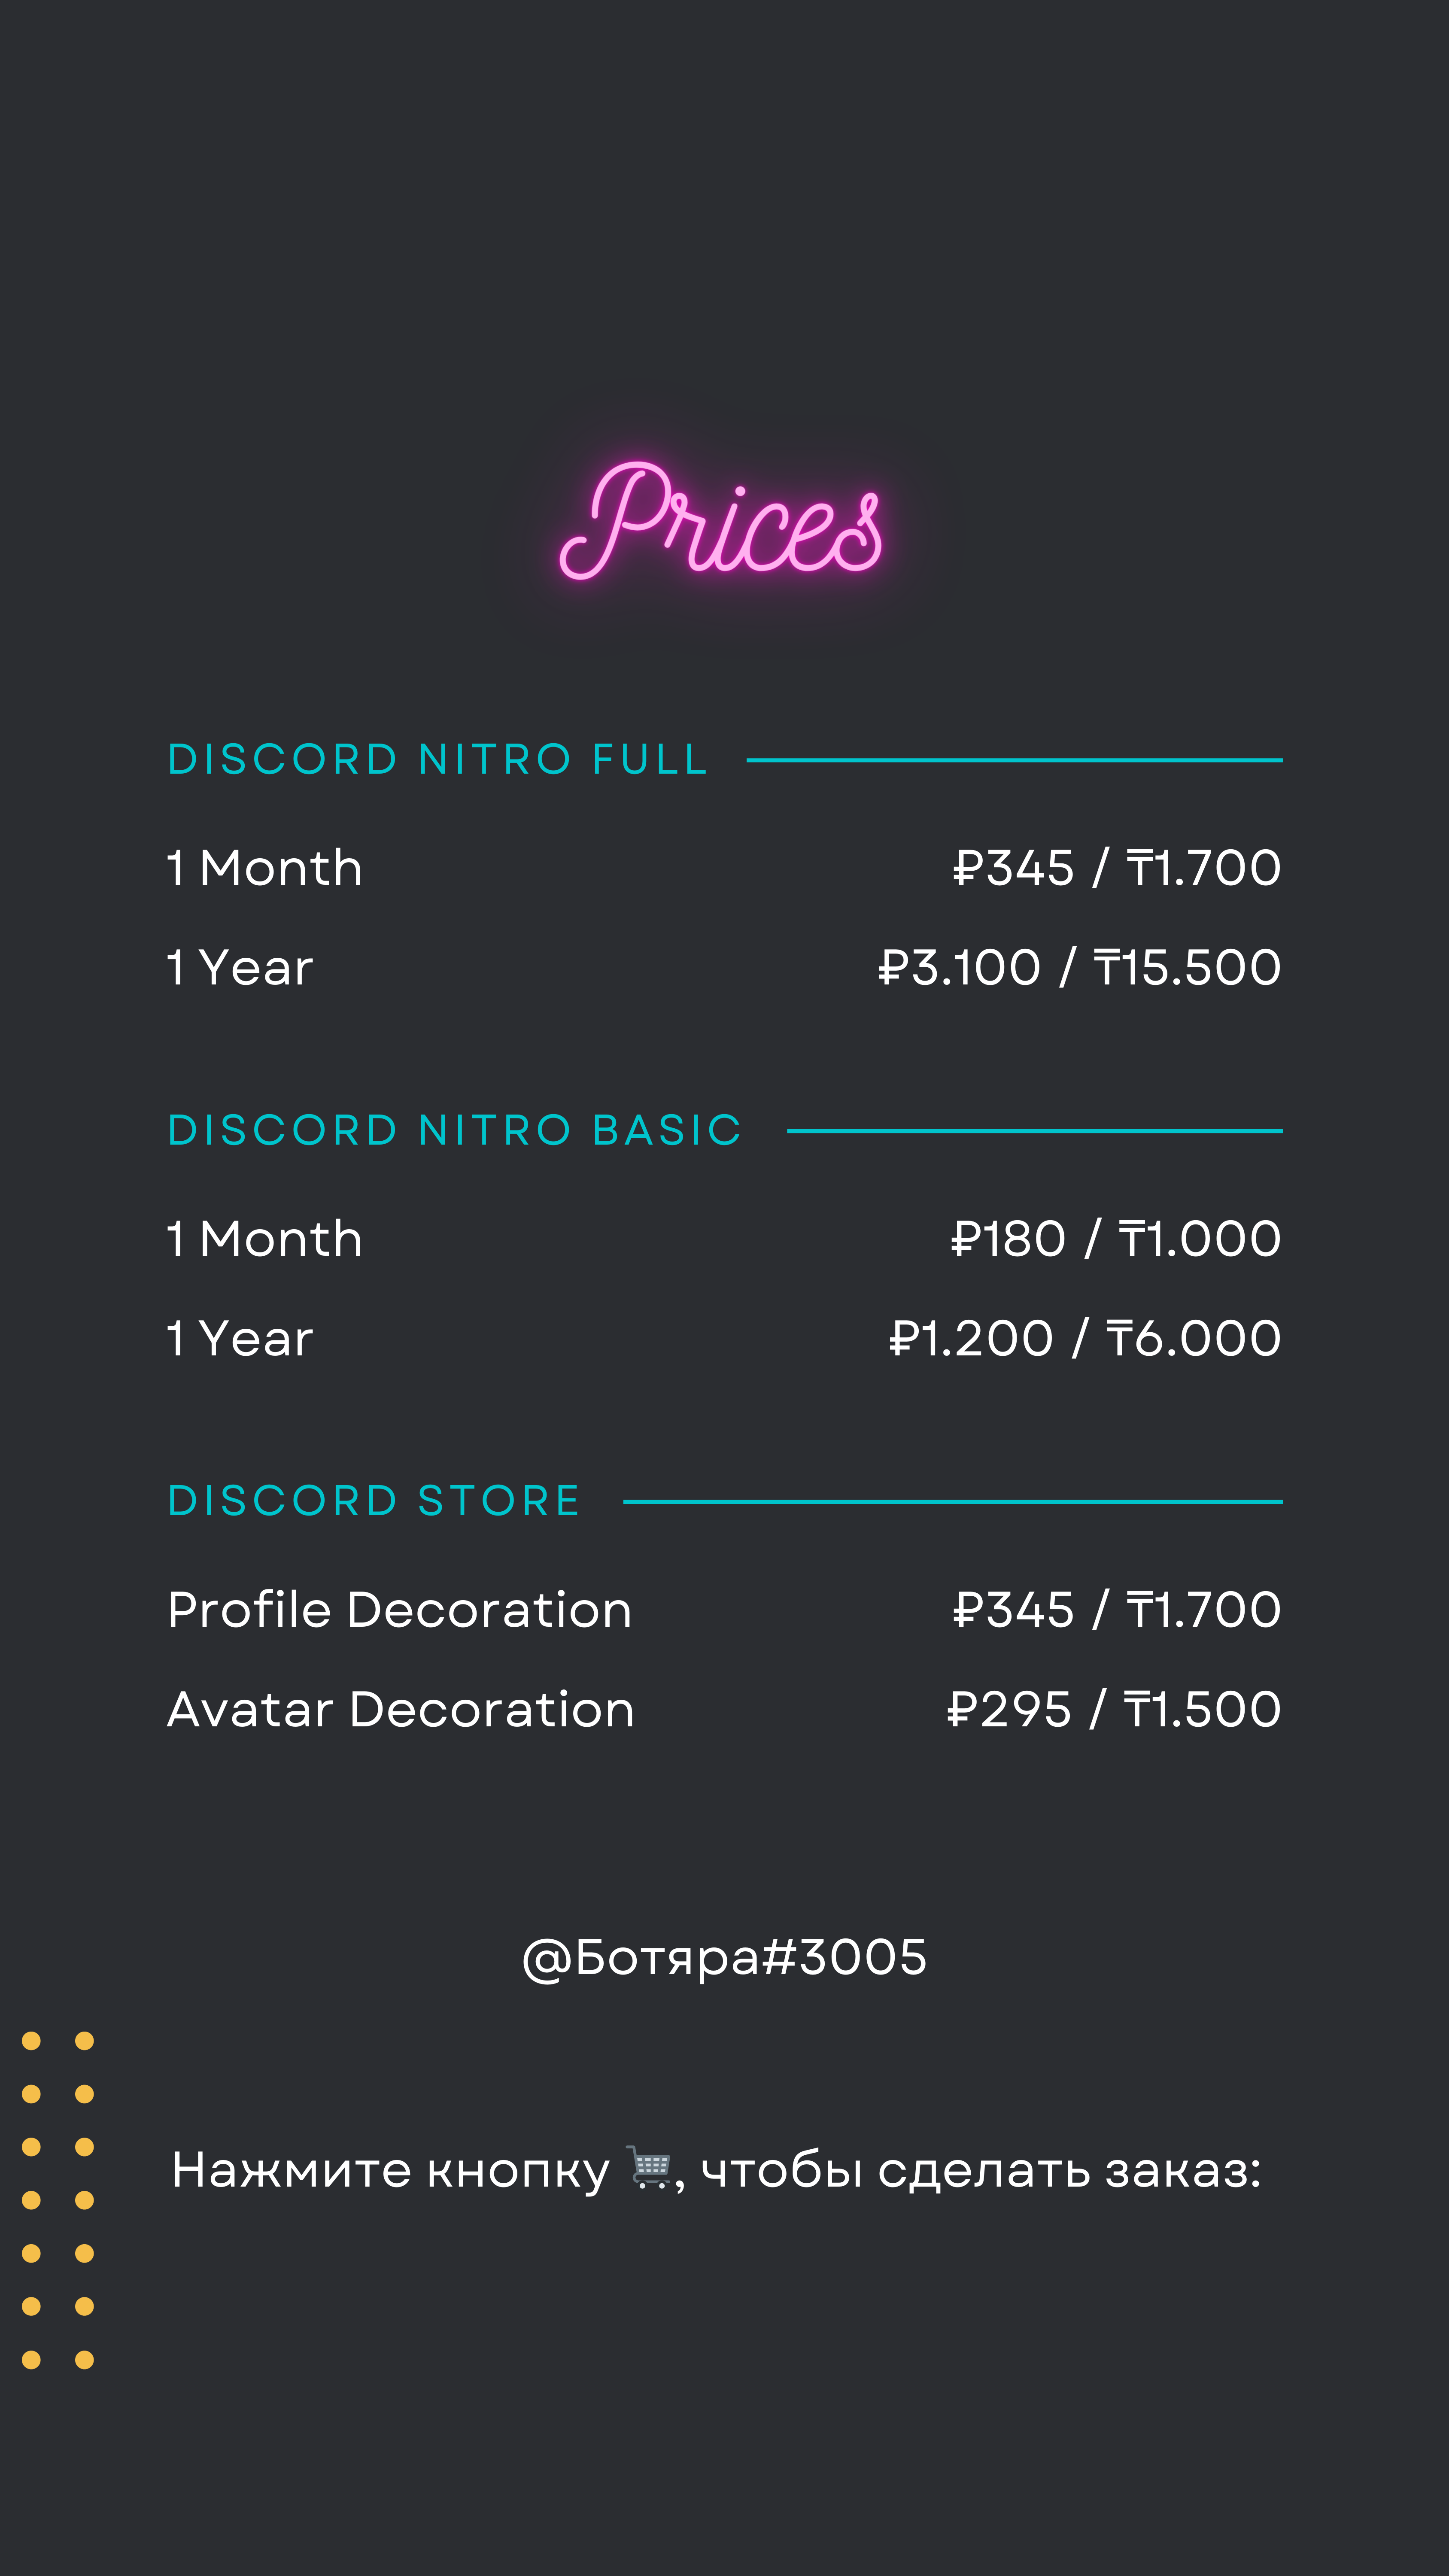 Prices
DISCORD NITRO FULL
1 Month ₽345 / ₸1.700
1 Year ₽3.100 / ₸15.500
DISCORD NITRO BASIC
1 Month ₽180 / ₸1.000
1 Year ₽1.200 / ₸6.000
DISCORD STORE
Profile Decoration ₽345 / ₸1.700
Avatar Decoration ₽295 / ₸1.500
@Ботяра#3005
Нажмите кнопку 🛒, чтобы сделать заказ: